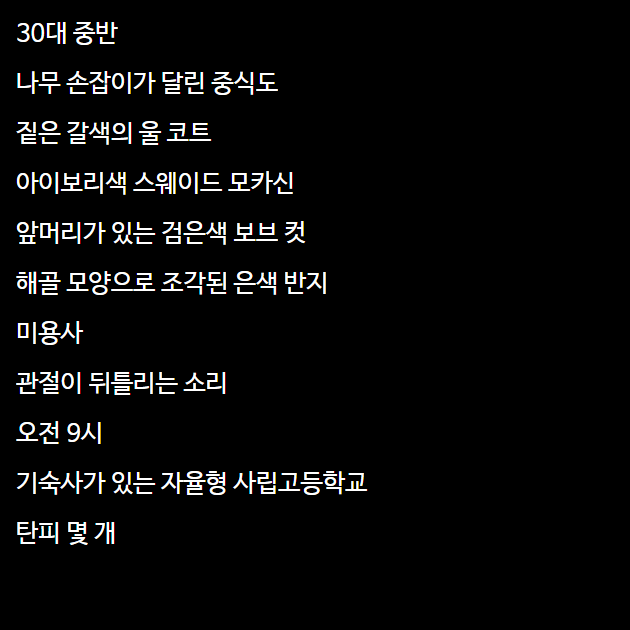 30대 중반
나무 손잡이가 달린 중식도
짙은 갈색의 울 코트
아이보리색 스웨이드 모카신
앞머리가 있는 검은색 보브 컷
해골 모양으로 조각된 은색 반지
미용사
관절이 뒤틀리는 소리
오전 9시
기숙사가 있는 자율형 사립고등학교
탄피 몇 개